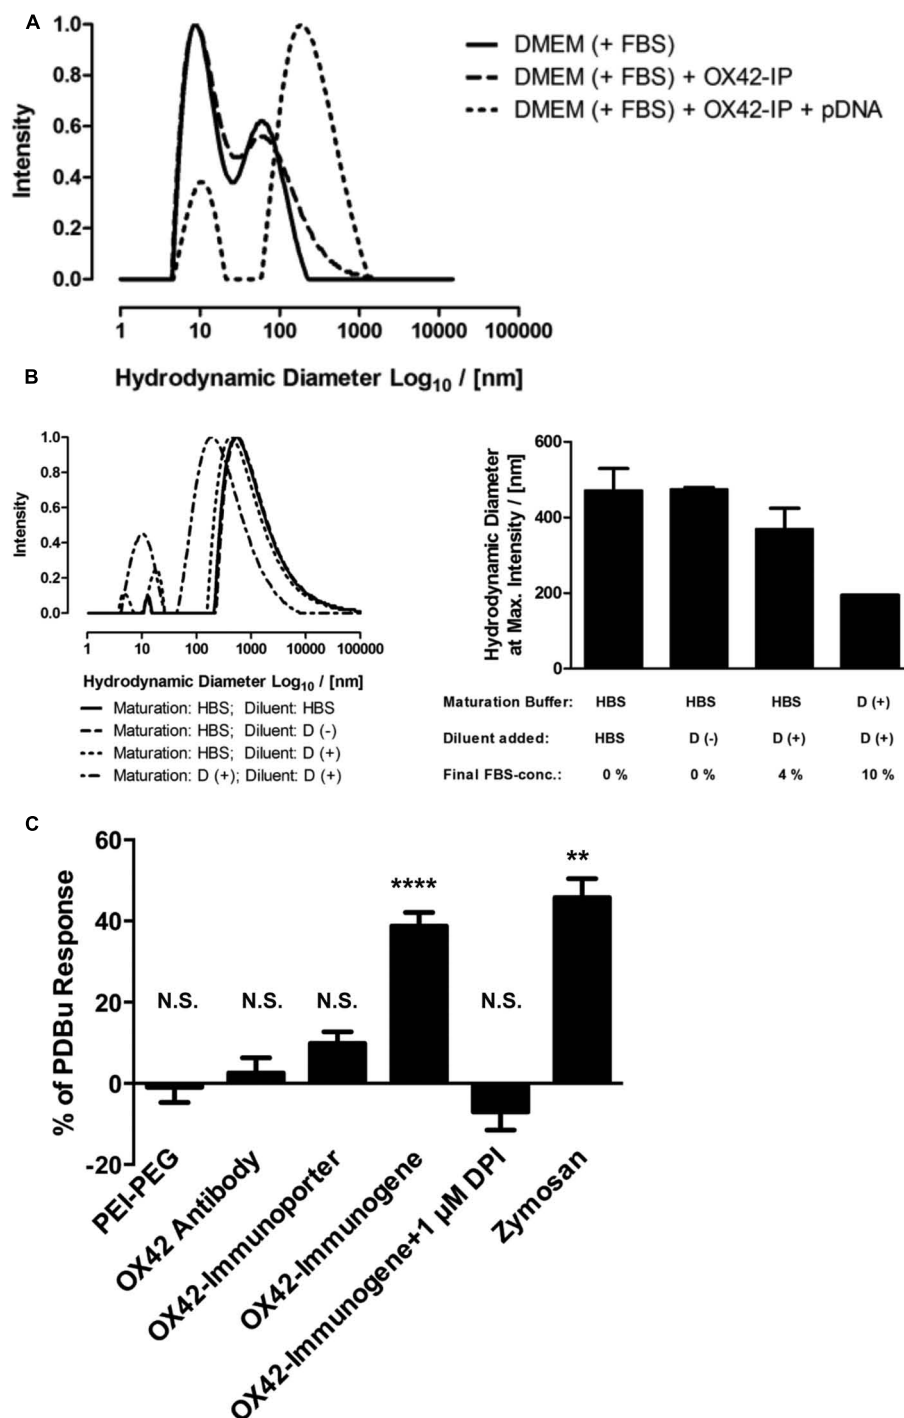 A
1.0
0.8
0.6
0.4
0.2
0.0
Intensity
DMEM (+ FBS)
DMEM (+ FBS) + OX42-IP
DMEM (+ FBS) + OX42-IP + pDNA
1 10 100 1000 10000 100000
Hydrodynamic Diameter Log10 / [nm]
B
1.0
0.8
0.6
0.4
0.2
0.0
Intensity
1 10 100 1000 10000 100000
Hydrodynamic Diameter Log10 / [nm]
Maturation: HBS; Diluent: HBS
Maturation: HBS; Diluent: D (-)
Maturation: HBS; Diluent: D (+)
Maturation: D (+); Diluent: D (+)
Hydrodynamic Diameter
at Max. Intensity / [nm]
600
400
200
0
Maturation Buffer: HBS HBS HBS D (+)
Diluent added: HBS D (-) D (+) D (+)
Final FBS-conc.: 0 % 0 % 4 % 10 %
C
% of PDBu Response
60
40
20
0
-20
N.S. N.S. N.S. **** N.S. **
PEI-PEG
OX42 Antibody
OX42-Immunoporter
OX42-Immunogene
OX42-Immunogene+1 µM DPI
Zymosan